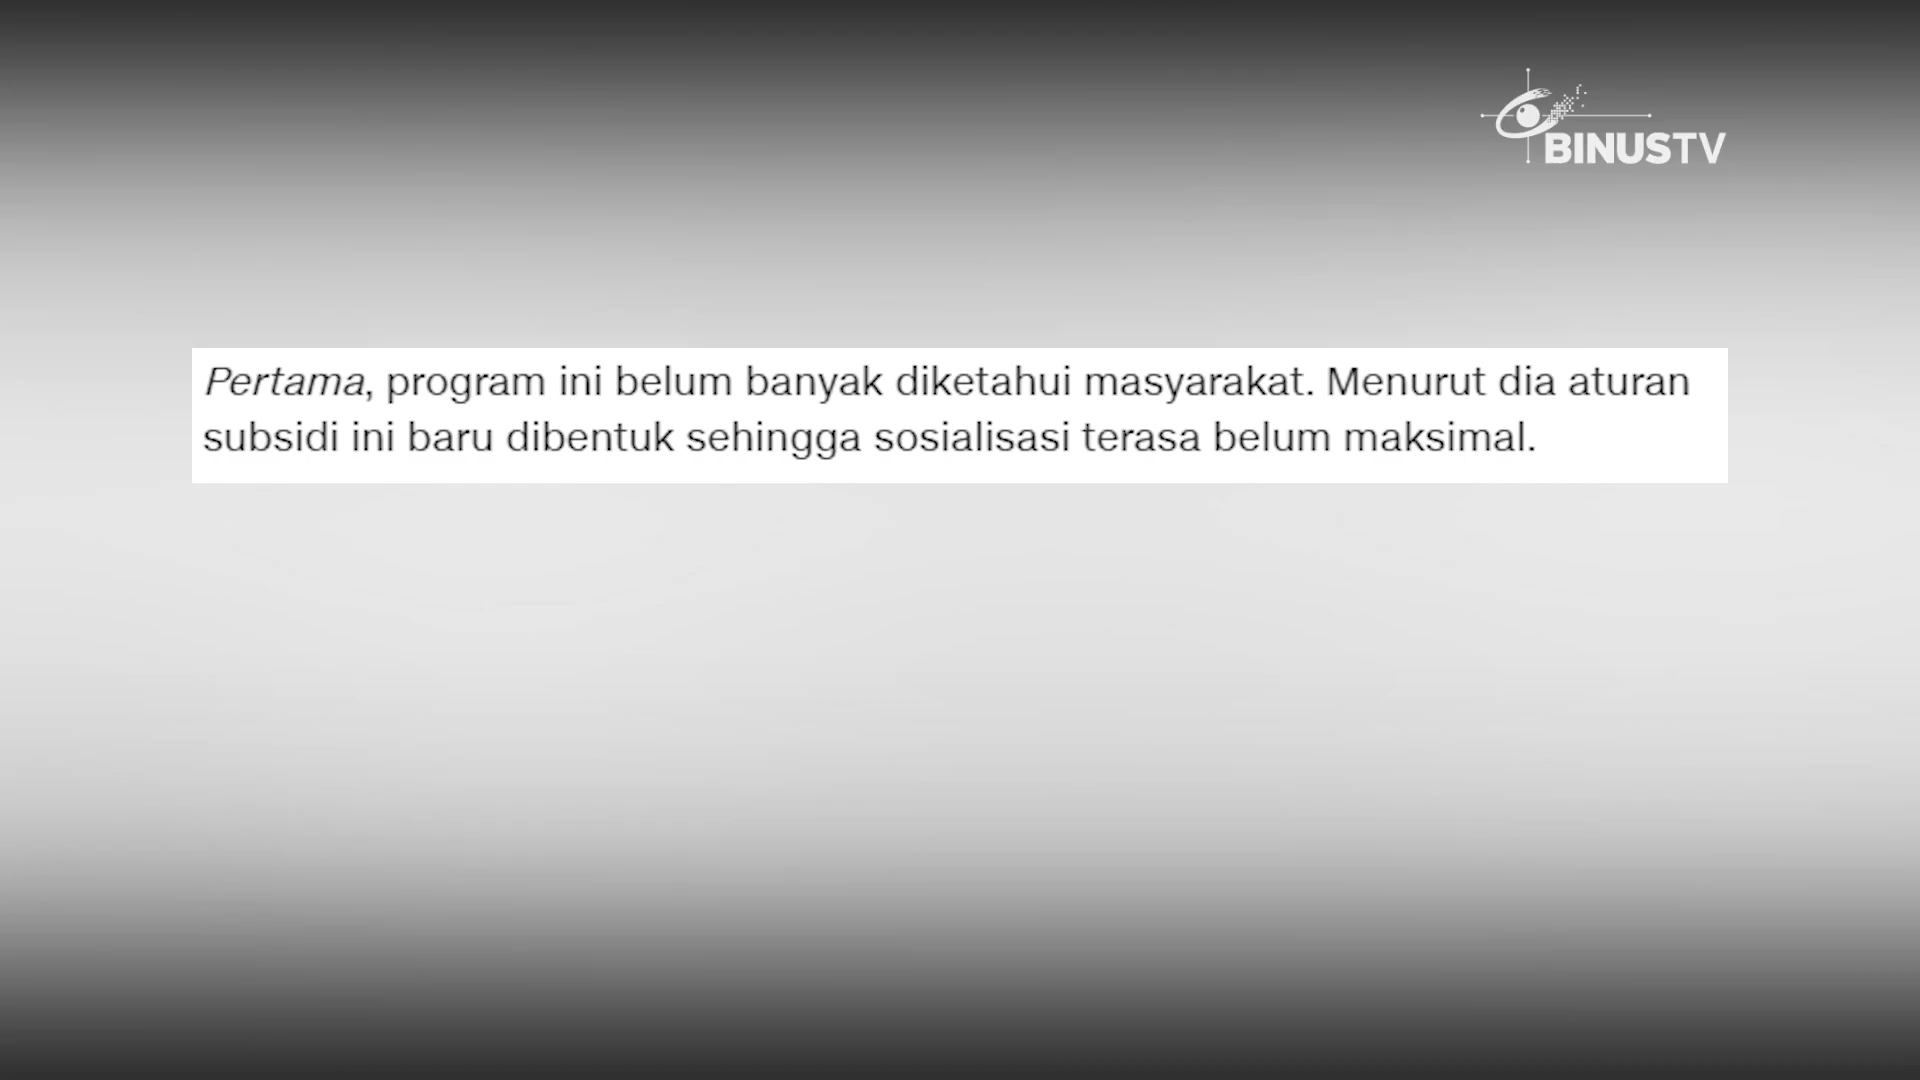 BINUSTV
Pertama, program ini belum banyak diketahui masyarakat. Menurut dia aturan
subsidi ini baru dibentuk sehingga sosialisasi terasa belum maksimal.